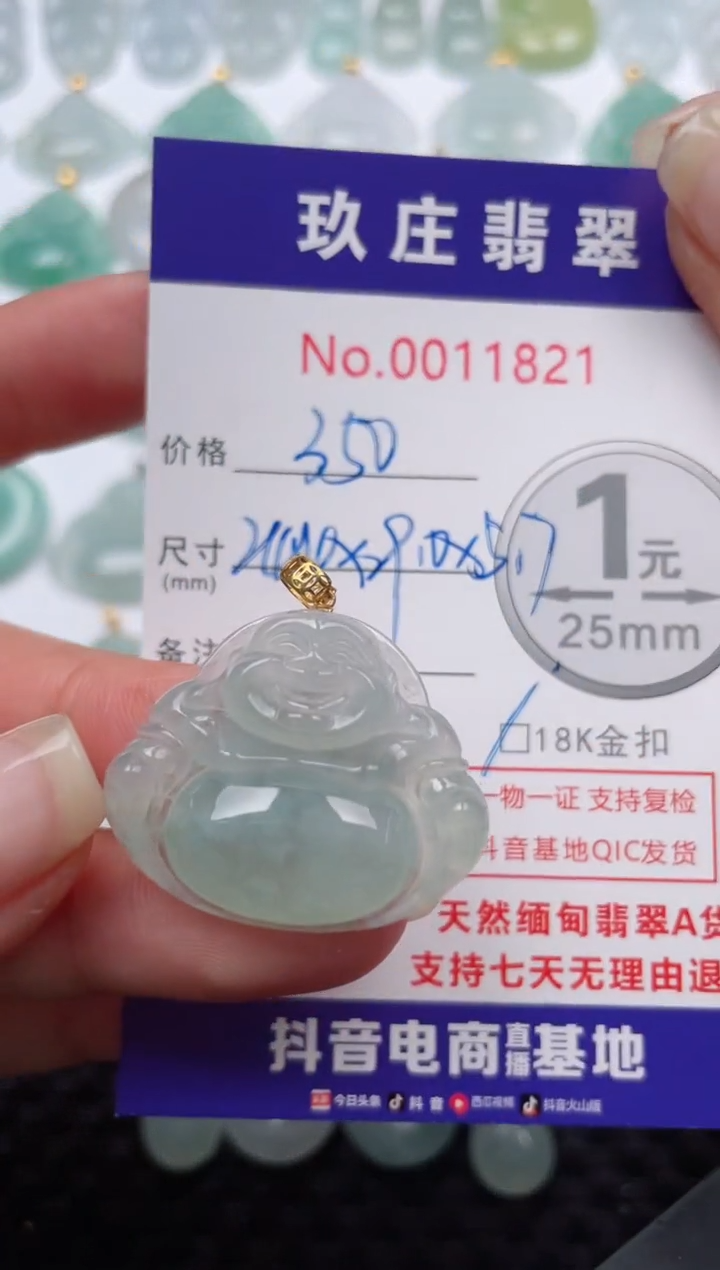 玖庄翡翠
No.0011821
价格 350
尺寸
(mm)
备注
1元
25mm
□18K金扣
一物一证 支持复检
抖音基地QIC发货
天然缅甸翡翠A货
支持七天无理由退
抖音电商直播基地
今日头条 抖音 西瓜视频 抖音火山版